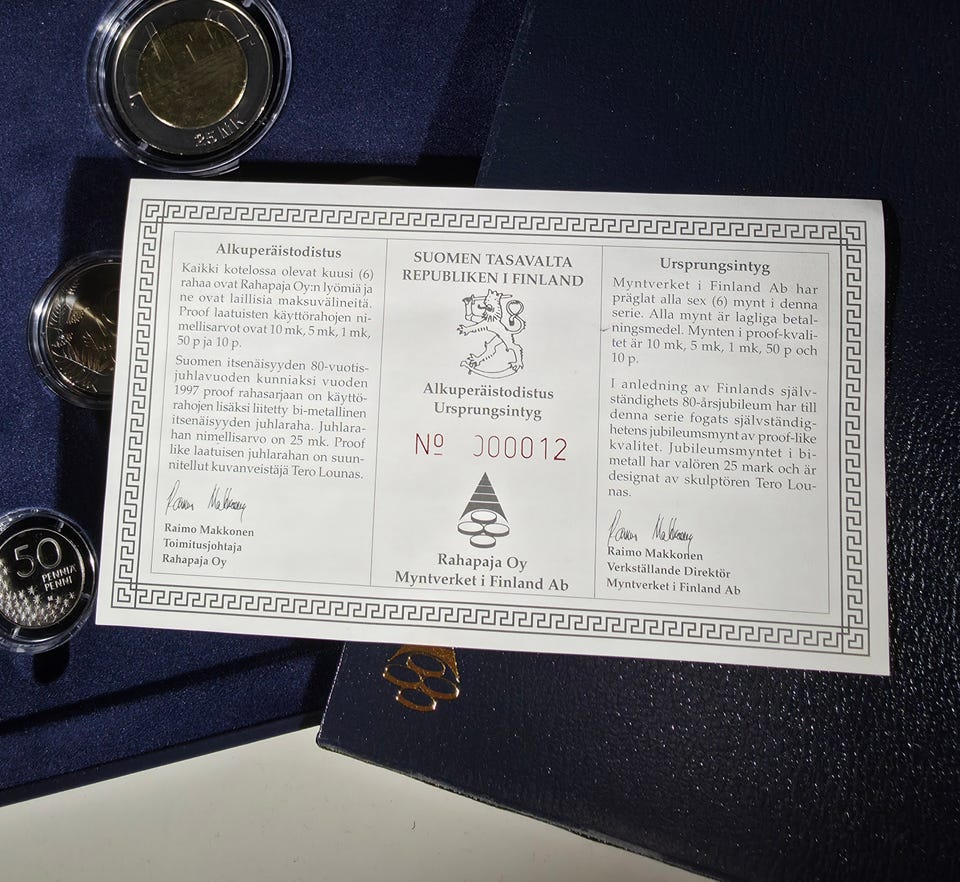 25 MK
Alkuperäistodistus
Kaikki kotelossa olevat kuusi (6)
rahaa ovat Rahapaja Oy:n lyömiä ja
ne ovat laillisia maksuvälineitä.
Proof laatuisten käyttörahojen ni-
mellisarvot ovat 10 mk, 5 mk, 1 mk,
50 p ja 10 p.
Suomen itsenäisyyden 80-vuotis-
juhlavuoden kunniaksi vuoden
1997 proof rahasarjaan on käyttö-
rahojen lisäksi liitetty bi-metallinen
itsenäisyyden juhlaraha. Juhlara-
han nimellisarvo on 25 mk. Proof
like laatuisen juhlarahan on suun-
nitellut kuvanveistäjä Tero Lounas.
Raimo Makkonen
Toimitusjohtaja
Rahapaja Oy
SUOMEN TASAVALTA
REPUBLIKEN I FINLAND
Alkuperäistodistus
Ursprungsintyg
Nº 000012
Rahapaja Oy
Myntverket i Finland Ab
Ursprungsintyg
Myntverket i Finland Ab har
präglat alla sex (6) mynt i denna
serie. Alla mynt är lagliga betal-
ningsmedel. Mynten i proof-kvali-
tet är 10 mk, 5 mk, 1 mk, 50 p och
10 p.
I anledning av Finlands själv-
ständighets 80-årsjubileum har till
denna serie fogats självständig-
hetens jubileumsmynt av proof-like
kvalitet. Jubileumsmyntet i bi-
metall har valören 25 mark och är
designat av skulptören Tero Lou-
nas.
Raimo Makkonen
Verkställande Direktör
Myntverket i Finland Ab
50
PENNIÄ
PENNI